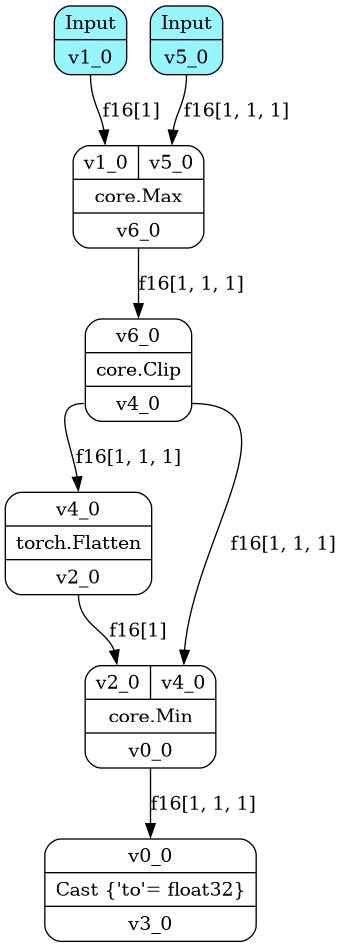 Input
v1_0
Input
v5_0
f16[1]
f16[1, 1, 1]
v1_0
v5_0
core.Max
v6_0
f16[1, 1, 1]
v6_0
core.Clip
v4_0
f16[1, 1, 1]
f16[1, 1, 1]
v4_0
torch.Flatten
v2_0
f16[1]
v2_0
v4_0
core.Min
v0_0
f16[1, 1, 1]
v0_0
Cast {'to'= float32}
v3_0